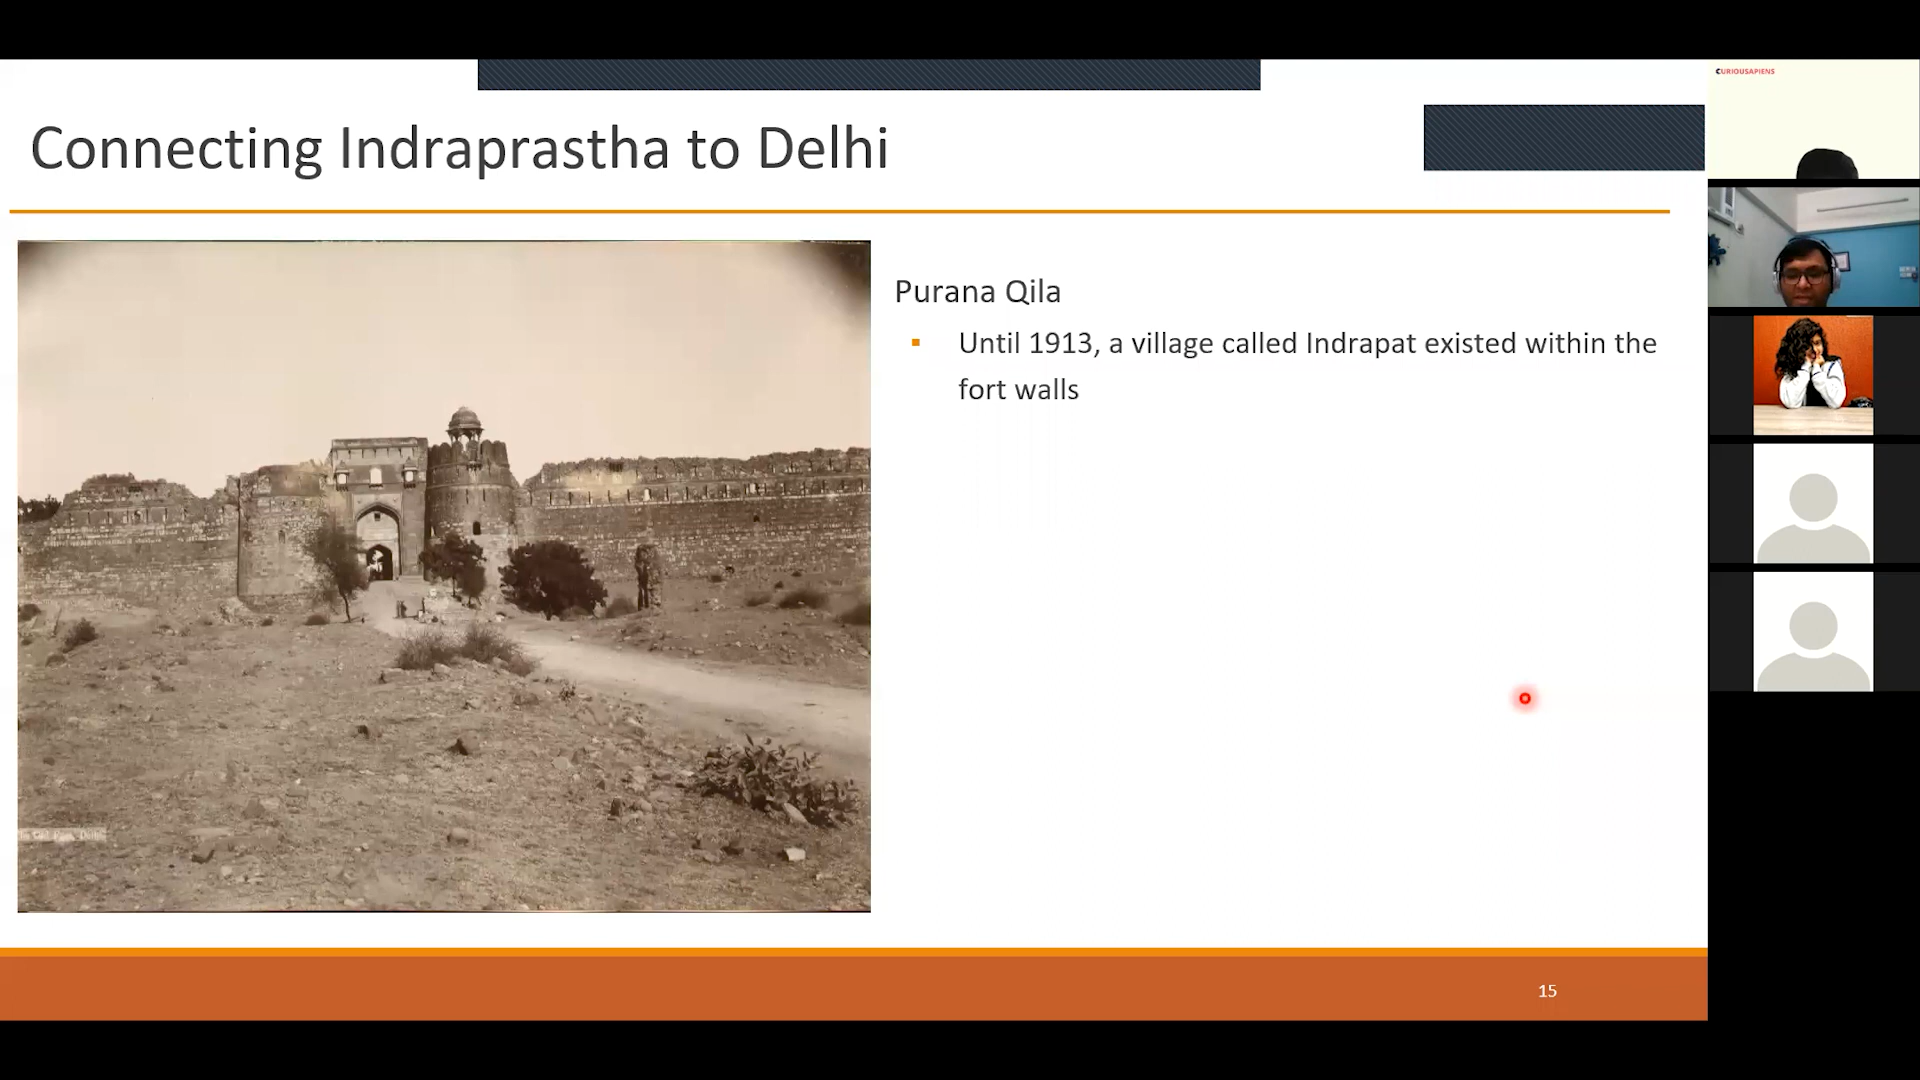 Connecting Indraprastha to Delhi
CURIOUSAPIENS
Purana Qila
▪ Until 1913, a village called Indrapat existed within the
fort walls
15